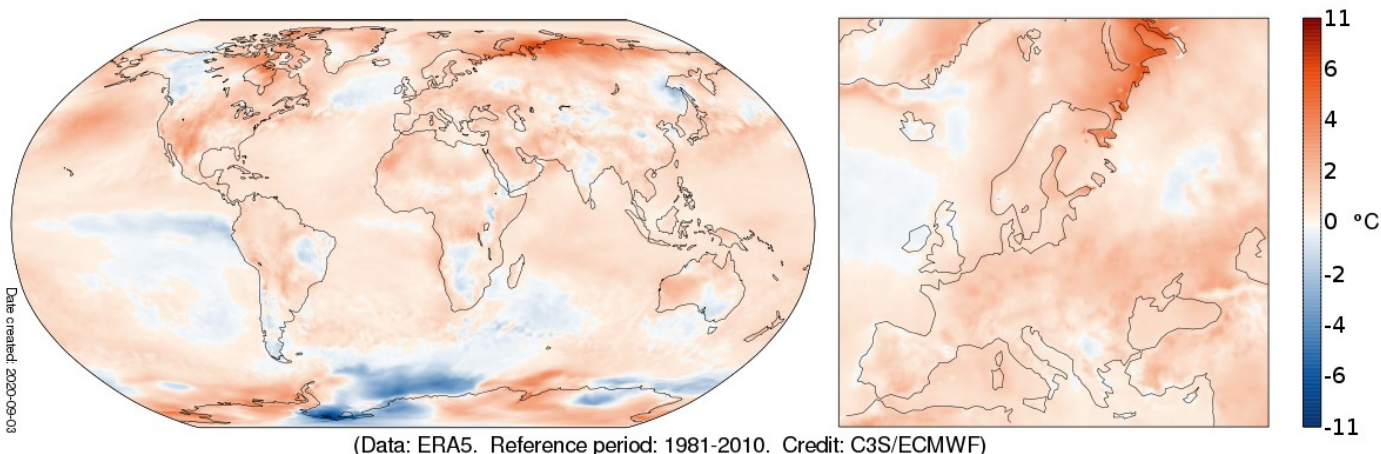 Date created: 2020-09-03
11
6
4
2
0 °C
-2
-4
-6
-11
(Data: ERA5. Reference period: 1981-2010. Credit: C3S/ECMWF)